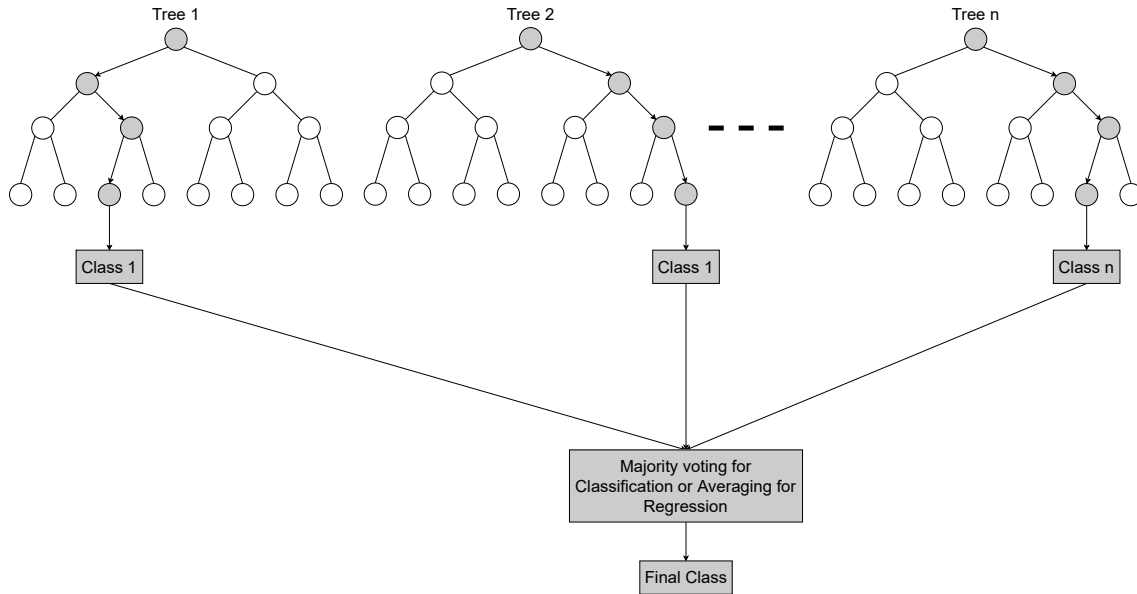 Tree 1
Tree 2
Tree n
Class 1
Class 1
Class n
Majority voting for
Classification or Averaging for
Regression
Final Class